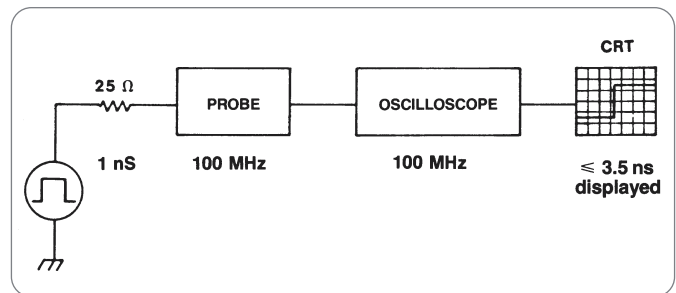 CRT
25 Ω
PROBE
OSCILLOSCOPE
1 nS
100 MHz
100 MHz
≤ 3.5 ns
displayed